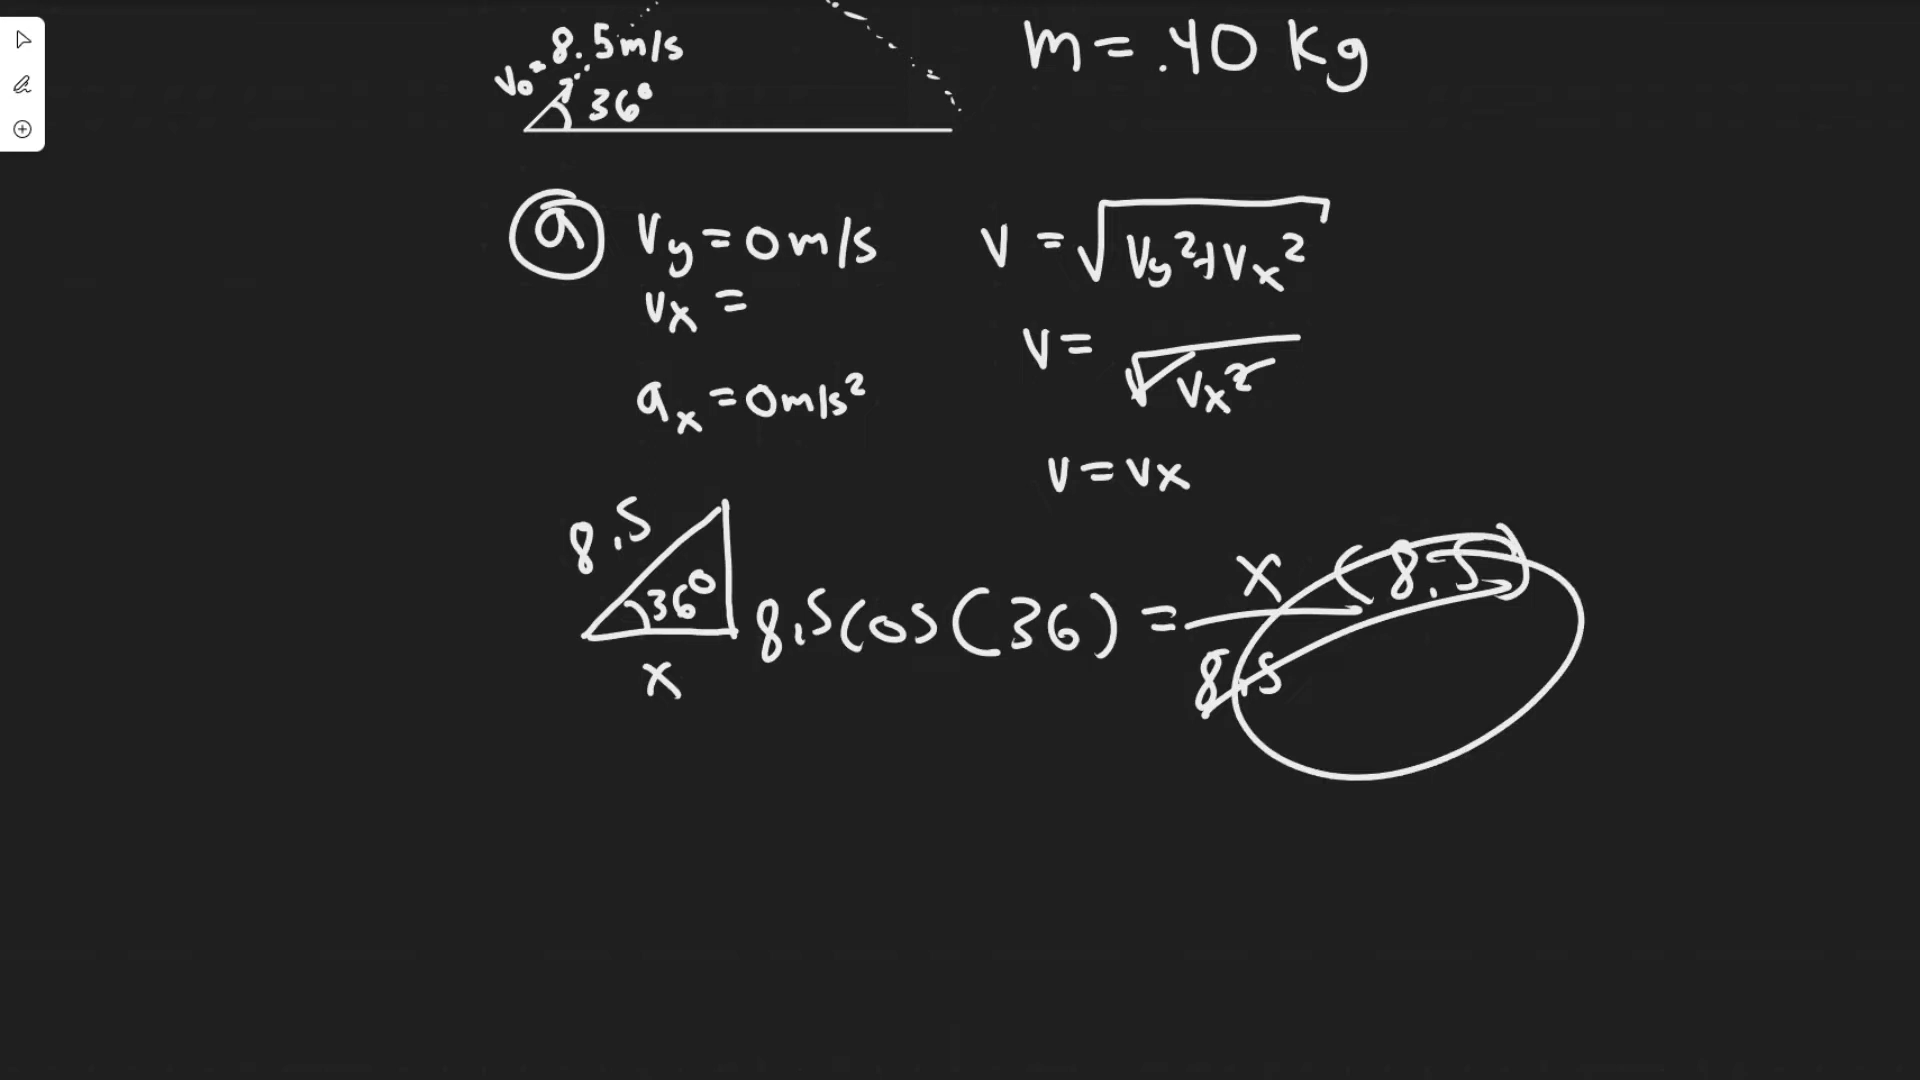 v₀=8.5m/s
36°
m=.40 Kg
a
Vy=0m/s
vx =
ax=0m/s²
V=√Vy²+Vx²
V=√Vx²
V=Vx
8.5
36°
x
8.5cos(36) = x/8.5 (8.5)